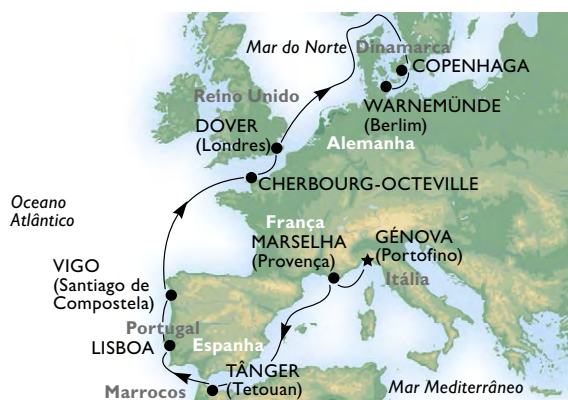 Mar do Norte
Dinamarca
COPENHAGA
Reino Unido
WARNEMÜNDE
(Berlim)
DOVER
(Londres)
Alemanha
CHERBOURG-OCTEVILLE
Oceano
Atlântico
França
MARSELHA
(Provença)
GÉNOVA
(Portofino)
Itália
VIGO
(Santiago de
Compostela)
Portugal
LISBOA
Espanha
TÂNGER
(Tetouan)
Marrocos
Mar Mediterrâneo